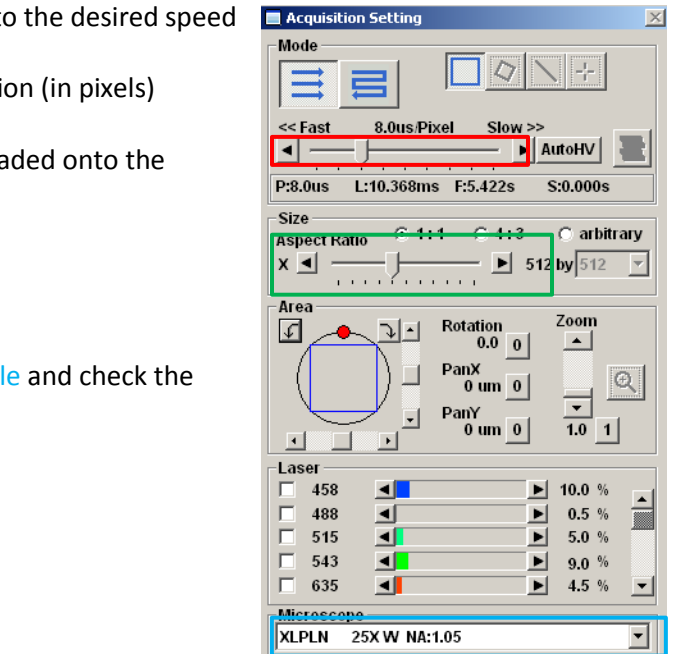 to the desired speed
ion (in pixels)
aded onto the
le and check the
Acquisition Setting
Mode
<< Fast 8.0us/Pixel Slow >>
AutoHV
P:8.0us L:10.368ms F:5.422s S:0.000s
Size
Aspect Ratio 1:1 4:3 arbitrary
X 512 by 512
Area
Rotation
0.0 0
PanX
0 um 0
PanY
0 um 0
Zoom
1.0 1
Laser
458 10.0 %
488 0.5 %
515 5.0 %
543 9.0 %
635 4.5 %
Microscope
XLPLN 25X W NA:1.05